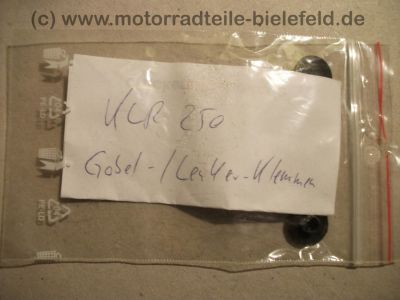 (c) www.motorradteile-bielefeld.de
KLR 250
Gabel-/Lenker-Klemmen